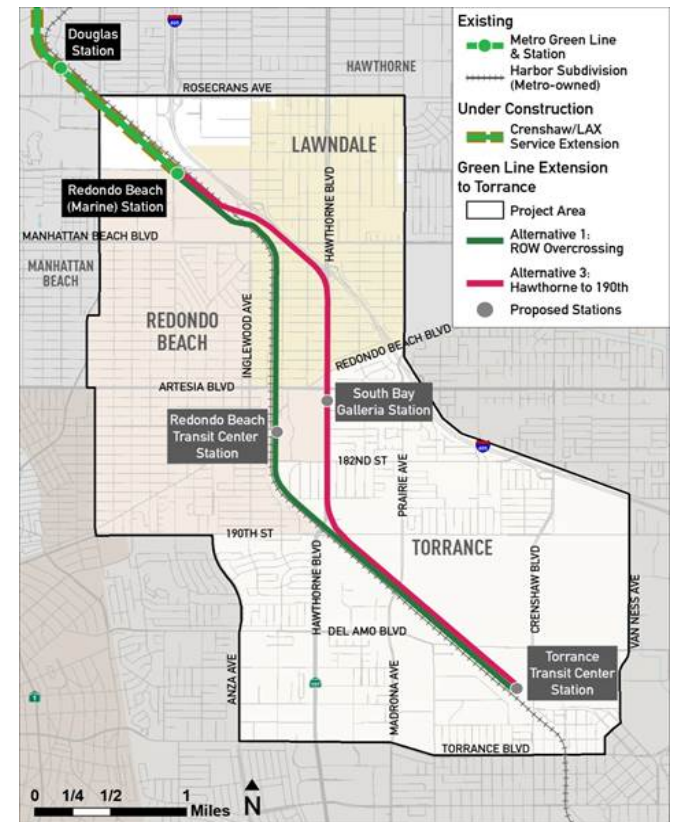 Douglas
Station
HAWTHORNE
ROSECRANS AVE
LAWNDALE
HAWTHORNE BLVD
Redondo Beach
(Marine) Station
MANHATTAN BEACH BLVD
MANHATTAN
BEACH
REDONDO
BEACH
INGLEWOOD AVE
REDONDO BEACH BLVD
ARTESIA BLVD
South Bay
Galleria Station
Redondo Beach
Transit Center
Station
182ND ST
PRAIRIE AVE
190TH ST
TORRANCE
HAWTHORNE BLVD
CRENSHAW BLVD
VAN NESS AVE
DEL AMO BLVD
ANZA AVE
MADRONA AVE
Torrance
Transit Center
Station
TORRANCE BLVD
1
0 1/4 1/2 1
Miles
N
Existing
Metro Green Line
& Station
Harbor Subdivision
(Metro-owned)
Under Construction
Crenshaw/LAX
Service Extension
Green Line Extension
to Torrance
Project Area
Alternative 1:
ROW Overcrossing
Alternative 3:
Hawthorne to 190th
Proposed Stations